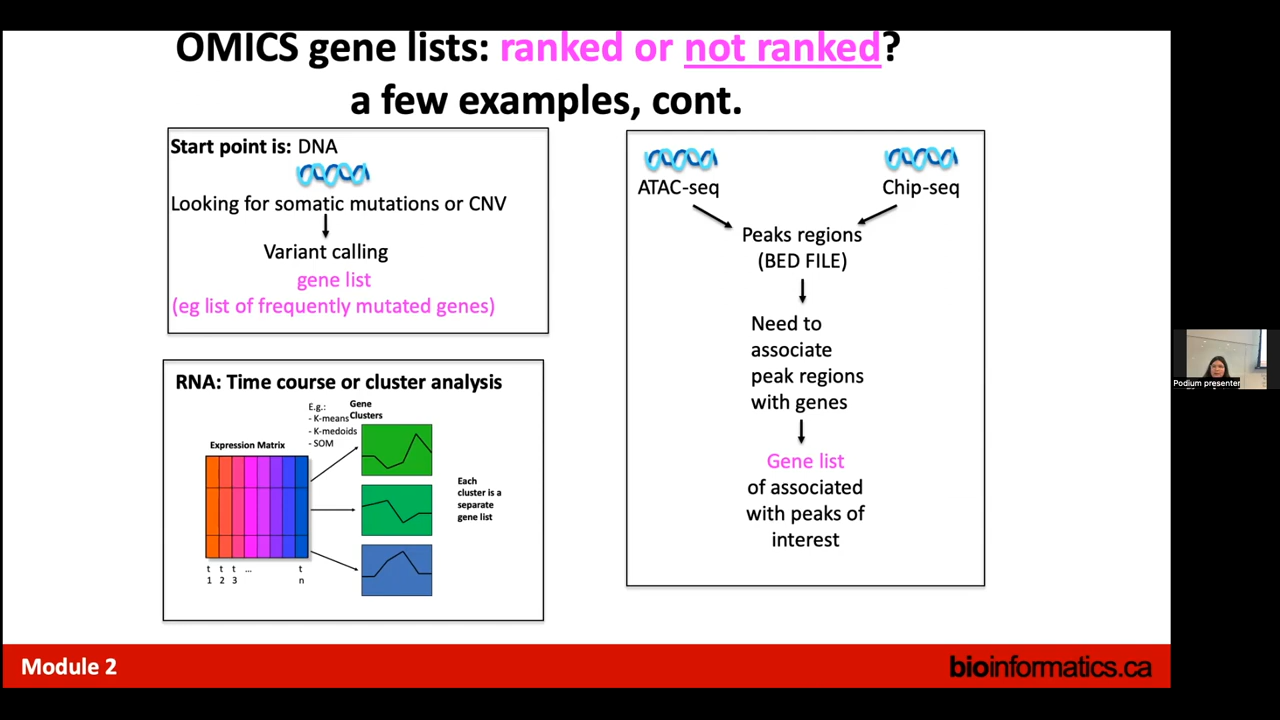 OMICS gene lists: ranked or not ranked?
a few examples, cont.
Start point is: DNA
Looking for somatic mutations or CNV
Variant calling
gene list
(eg list of frequently mutated genes)
RNA: Time course or cluster analysis
E.g.:
- K-means
- K-medoids
- SOM
Gene
Clusters
Expression Matrix
Each
cluster is a
separate
gene list
t t t ... t
1 2 3 n
ATAC-seq
Chip-seq
Peaks regions
(BED FILE)
Need to
associate
peak regions
with genes
Gene list
of associated
with peaks of
interest
Podium presenter
Module 2
bioinformatics.ca